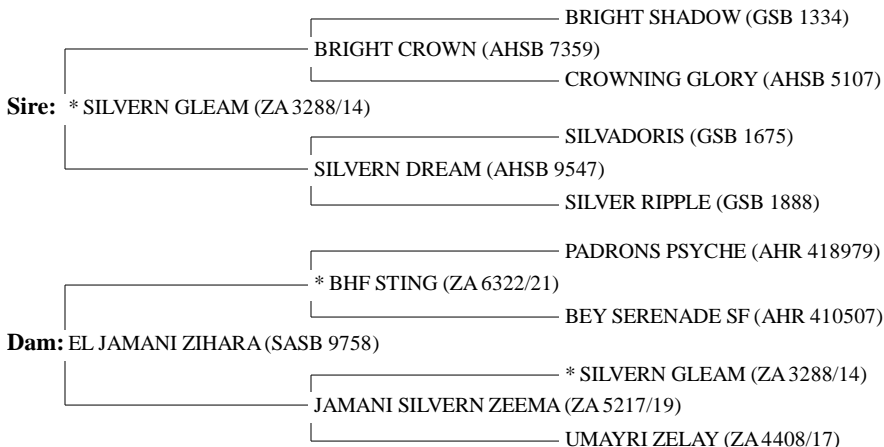 BRIGHT SHADOW (GSB 1334)
BRIGHT CROWN (AHSB 7359)
CROWNING GLORY (AHSB 5107)
Sire: * SILVERN GLEAM (ZA 3288/14)
SILVADORIS (GSB 1675)
SILVERN DREAM (AHSB 9547)
SILVER RIPPLE (GSB 1888)
PADRONS PSYCHE (AHR 418979)
* BHF STING (ZA 6322/21)
BEY SERENADE SF (AHR 410507)
Dam: EL JAMANI ZIHARA (SASB 9758)
* SILVERN GLEAM (ZA 3288/14)
JAMANI SILVERN ZEEMA (ZA 5217/19)
UMAYRI ZELAY (ZA 4408/17)